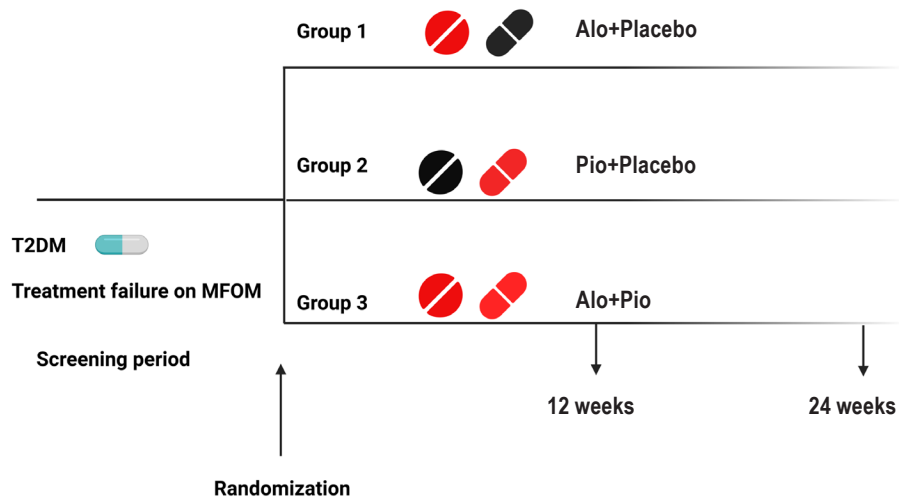 Group 1
Alo+Placebo
Group 2
Pio+Placebo
T2DM
Treatment failure on MFOM
Group 3
Alo+Pio
Screening period
12 weeks
24 weeks
Randomization